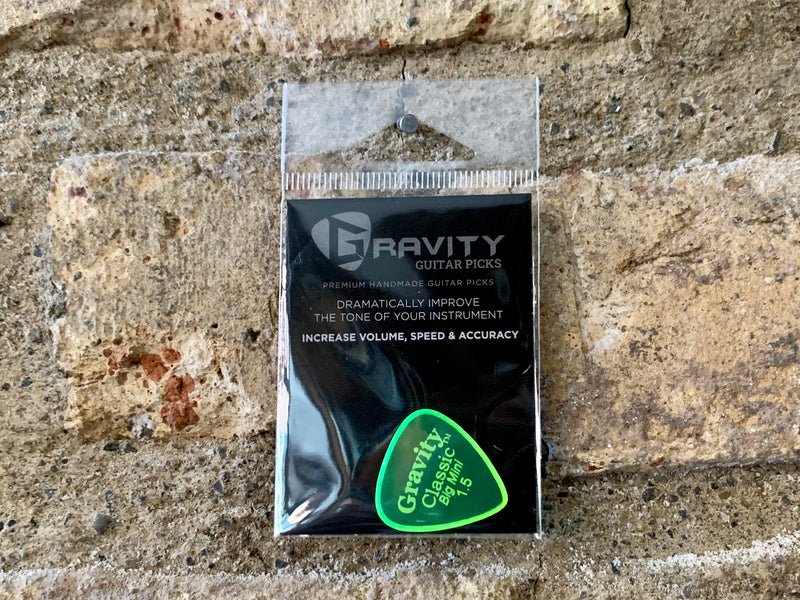 GRAVITY
GUITAR PICKS
PREMIUM HANDMADE GUITAR PICKS
DRAMATICALLY IMPROVE
THE TONE OF YOUR INSTRUMENT
INCREASE VOLUME, SPEED & ACCURACY
Gravity™
Classic
Big Mini
1.5